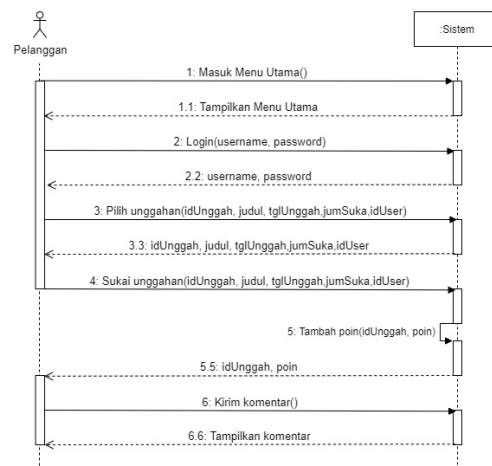 Pelanggan
:Sistem
1: Masuk Menu Utama()
1.1: Tampilkan Menu Utama
2: Login(username, password)
2.2: username, password
3: Pilih unggahan(idUnggah, judul, tglUnggah,jumSuka,idUser)
3.3: idUnggah, judul, tglUnggah,jumSuka,idUser
4: Sukai unggahan(idUnggah, judul, tglUnggah,jumSuka,idUser)
5: Tambah poin(idUnggah, poin)
5.5: idUnggah, poin
6: Kirim komentar()
6.6: Tampilkan komentar